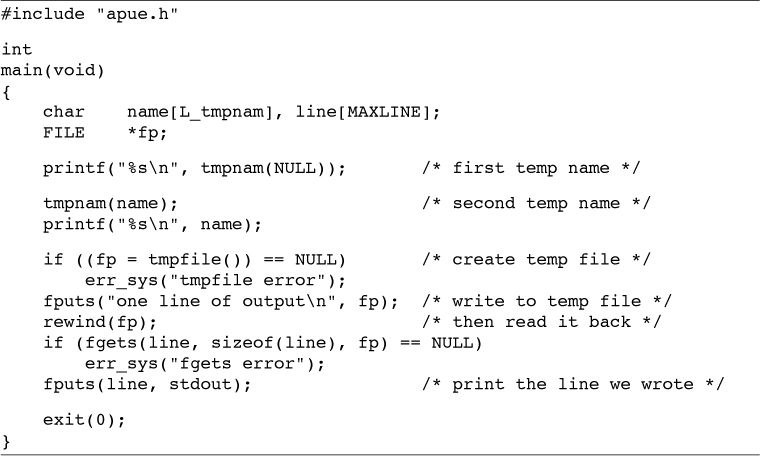 #include "apue.h"
int
main(void)
{
    char    name[L_tmpnam], line[MAXLINE];
    FILE    *fp;
    printf("%s\n", tmpnam(NULL));       /* first temp name */
    tmpnam(name);                       /* second temp name */
    printf("%s\n", name);
    if ((fp = tmpfile()) == NULL)       /* create temp file */
        err_sys("tmpfile error");
    fputs("one line of output\n", fp);  /* write to temp file */
    rewind(fp);                         /* then read it back */
    if (fgets(line, sizeof(line), fp) == NULL)
        err_sys("fgets error");
    fputs(line, stdout);                /* print the line we wrote */
    exit(0);
}